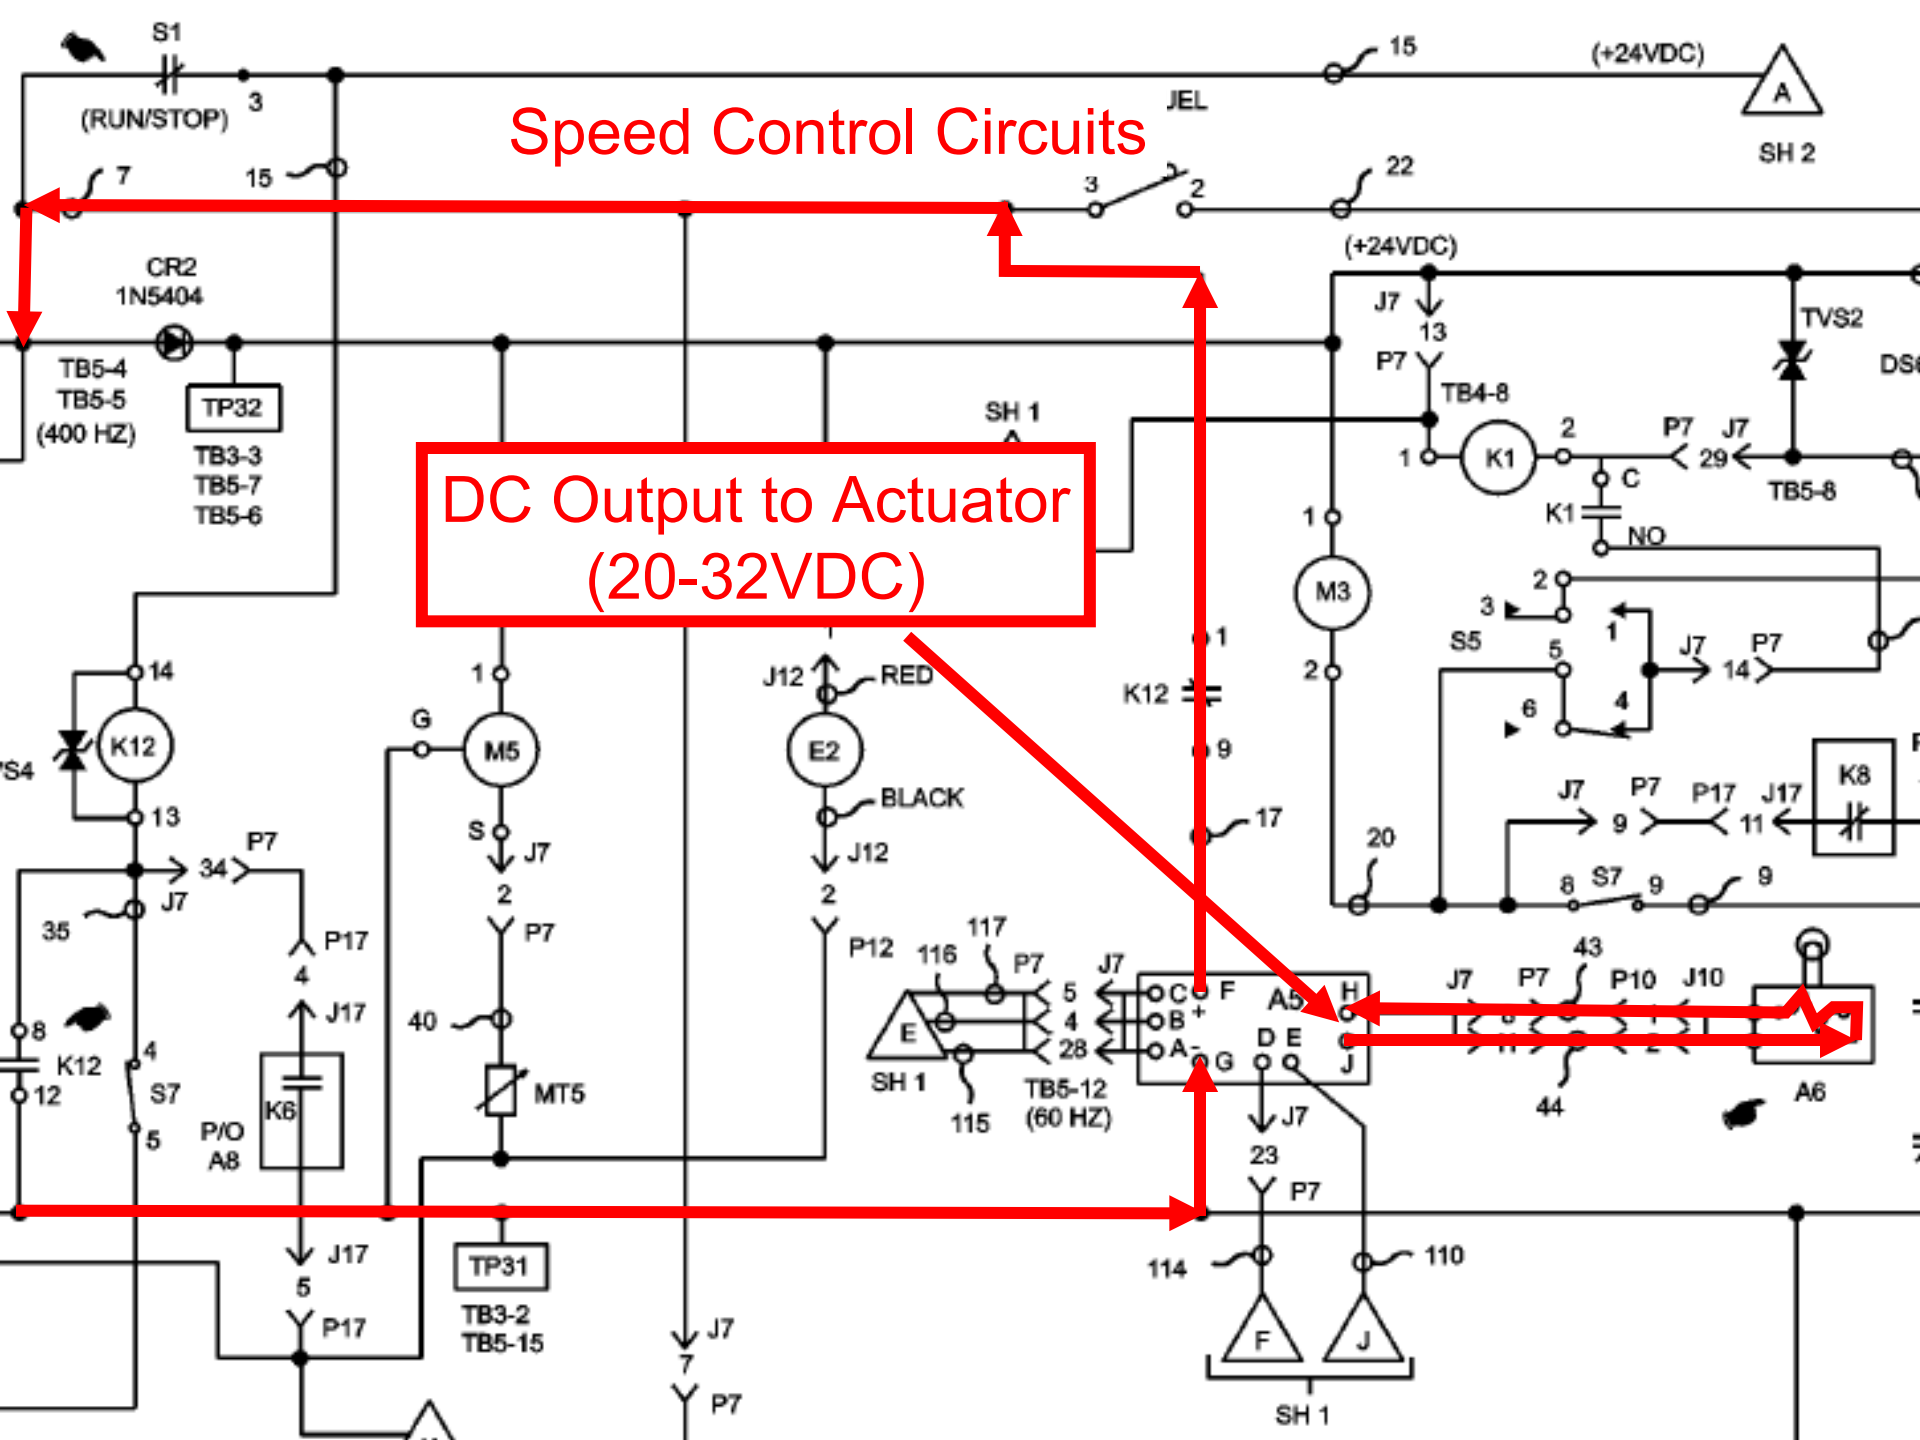 S1
15
(+24VDC)
A
3
(RUN/STOP)
Speed Control Circuits
JEL
SH 2
7
15
3
2
22
(+24VDC)
CR2
1N5404
J7
13
TVS2
P7
TB5-4
TB5-5
(400 HZ)
TP32
TB4-8
SH 1
TB3-3
TB5-7
TB5-6
1
K1
2
P7
J7
29
C
TB5-8
K1
NO
DC Output to Actuator
(20-32VDC)
1
M3
2
2
3
1
S5
5
J7
P7
14
6
4
14
K12
13
1
G
M5
S
J7
2
P7
J12
RED
E2
BLACK
J12
2
P12
1
K12
9
17
K8
J7
P7
P17
J17
9
11
20
8
S7
9
9
P7
34
J7
35
P17
4
J17
8
K12
12
4
S7
5
K6
P/O
A8
40
MT5
117
116
P7
J7
5
4
28
E
SH 1
115
TB5-12
(60 HZ)
C
F
+
B
A
-
G
A5
H
D
E
J
J7
P7
43
P10
J10
44
A6
J7
23
P7
J17
5
P17
TP31
TB3-2
TB5-15
J7
7
P7
114
110
F
J
SH 1